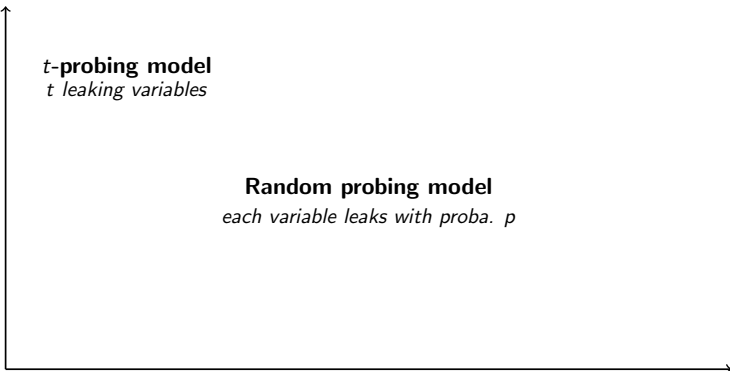 t-probing model
t leaking variables
Random probing model
each variable leaks with proba. p